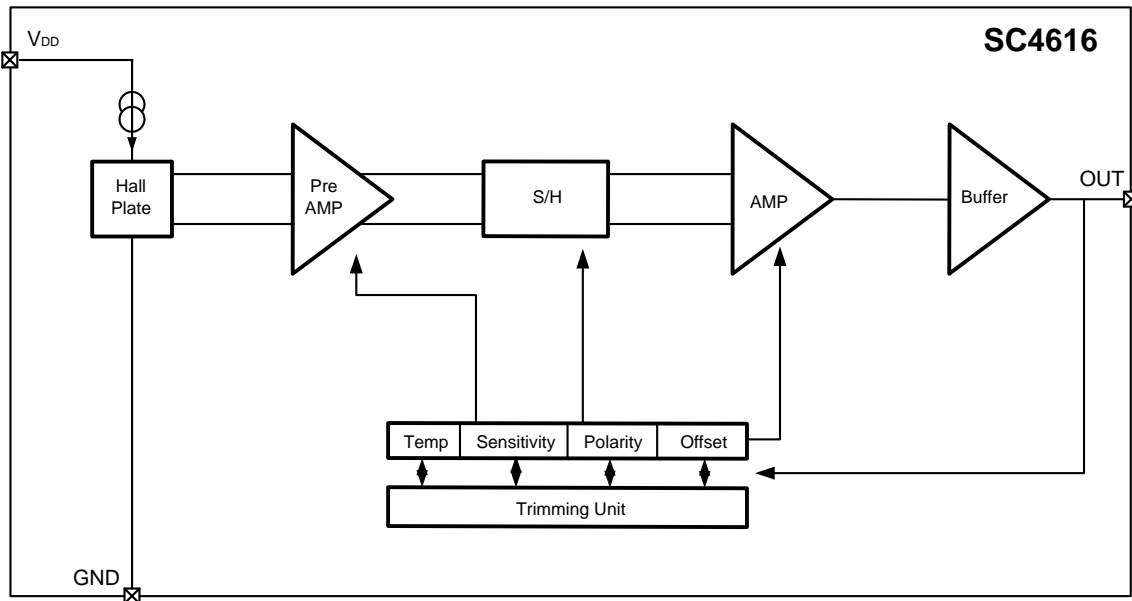 SC4616
VDD
Hall
Plate
Pre
AMP
S/H
AMP
Buffer
OUT
Temp Sensitivity Polarity Offset
Trimming Unit
GND